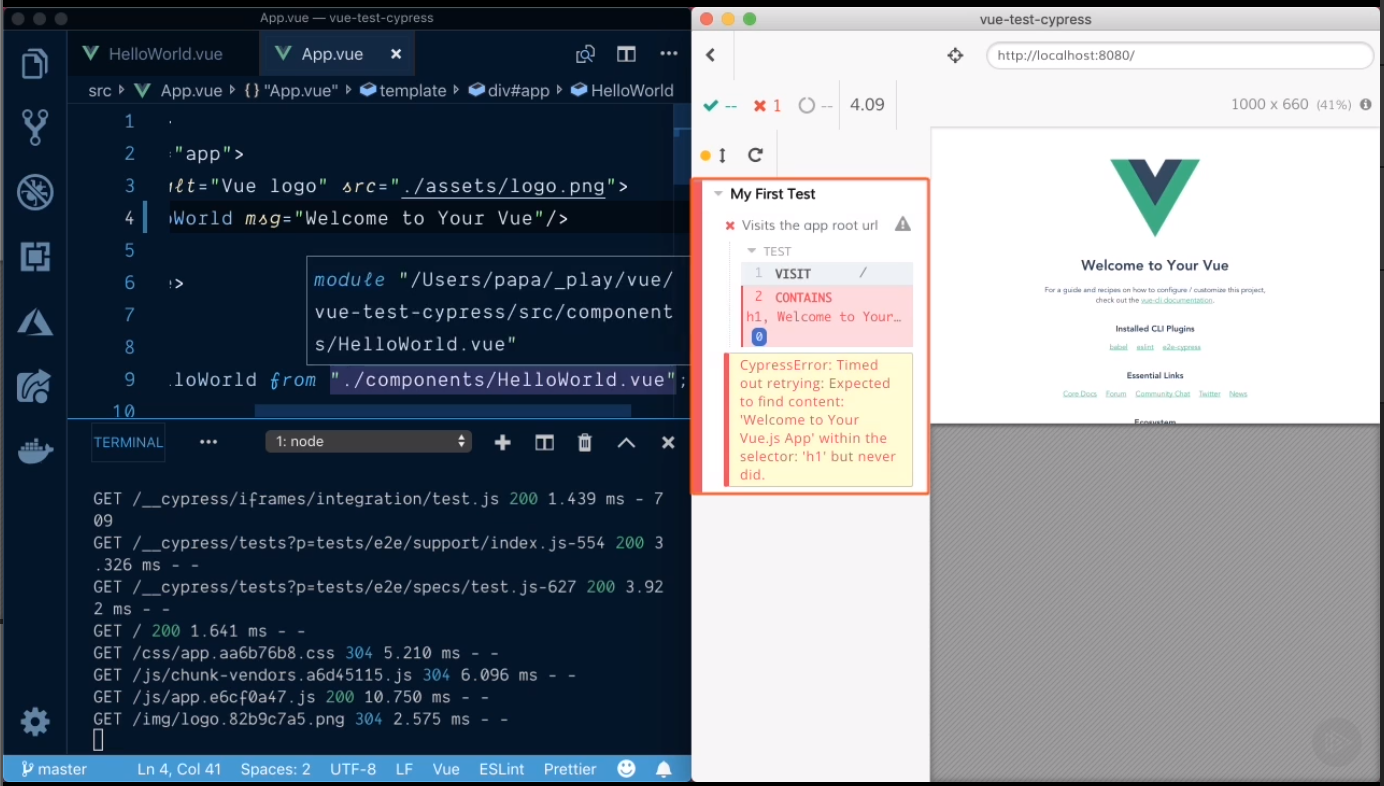 App.vue — vue-test-cypress
HelloWorld.vue
App.vue
src
App.vue
{} "App.vue"
template
div#app
HelloWorld
1
2 "app">
3 alt="Vue logo" src="./assets/logo.png">
4 oWorld msg="Welcome to Your Vue"/>
5
6 >
7
8
9 lloWorld from "./components/HelloWorld.vue";
10
module "/Users/papa/_play/vue/
vue-test-cypress/src/component
s/HelloWorld.vue"
TERMINAL
1: node
GET /__cypress/iframes/integration/test.js 200 1.439 ms - 7
09
GET /__cypress/tests?p=tests/e2e/support/index.js-554 200 3
.326 ms - -
GET /__cypress/tests?p=tests/e2e/specs/test.js-627 200 3.92
2 ms - -
GET / 200 1.641 ms - -
GET /css/app.aa6b76b8.css 304 5.210 ms - -
GET /js/chunk-vendors.a6d45115.js 304 6.096 ms - -
GET /js/app.e6cf0a47.js 200 10.750 ms - -
GET /img/logo.82b9c7a5.png 304 2.575 ms - -
master
Ln 4, Col 41
Spaces: 2
UTF-8
LF
Vue
ESLint
Prettier
vue-test-cypress
http://localhost:8080/
--
1
--
4.09
1000 x 660 (41%)
My First Test
Visits the app root url
TEST
1 VISIT /
2 CONTAINS
h1, Welcome to Your…
0
CypressError: Timed
out retrying: Expected
to find content:
'Welcome to Your
Vue.js App' within the
selector: 'h1' but never
did.
Welcome to Your Vue
For a guide and recipes on how to configure / customize this project,
check out the vue-cli documentation.
Installed CLI Plugins
babel eslint e2e-cypress
Essential Links
Core Docs Forum Community Chat Twitter News
Ecosystem